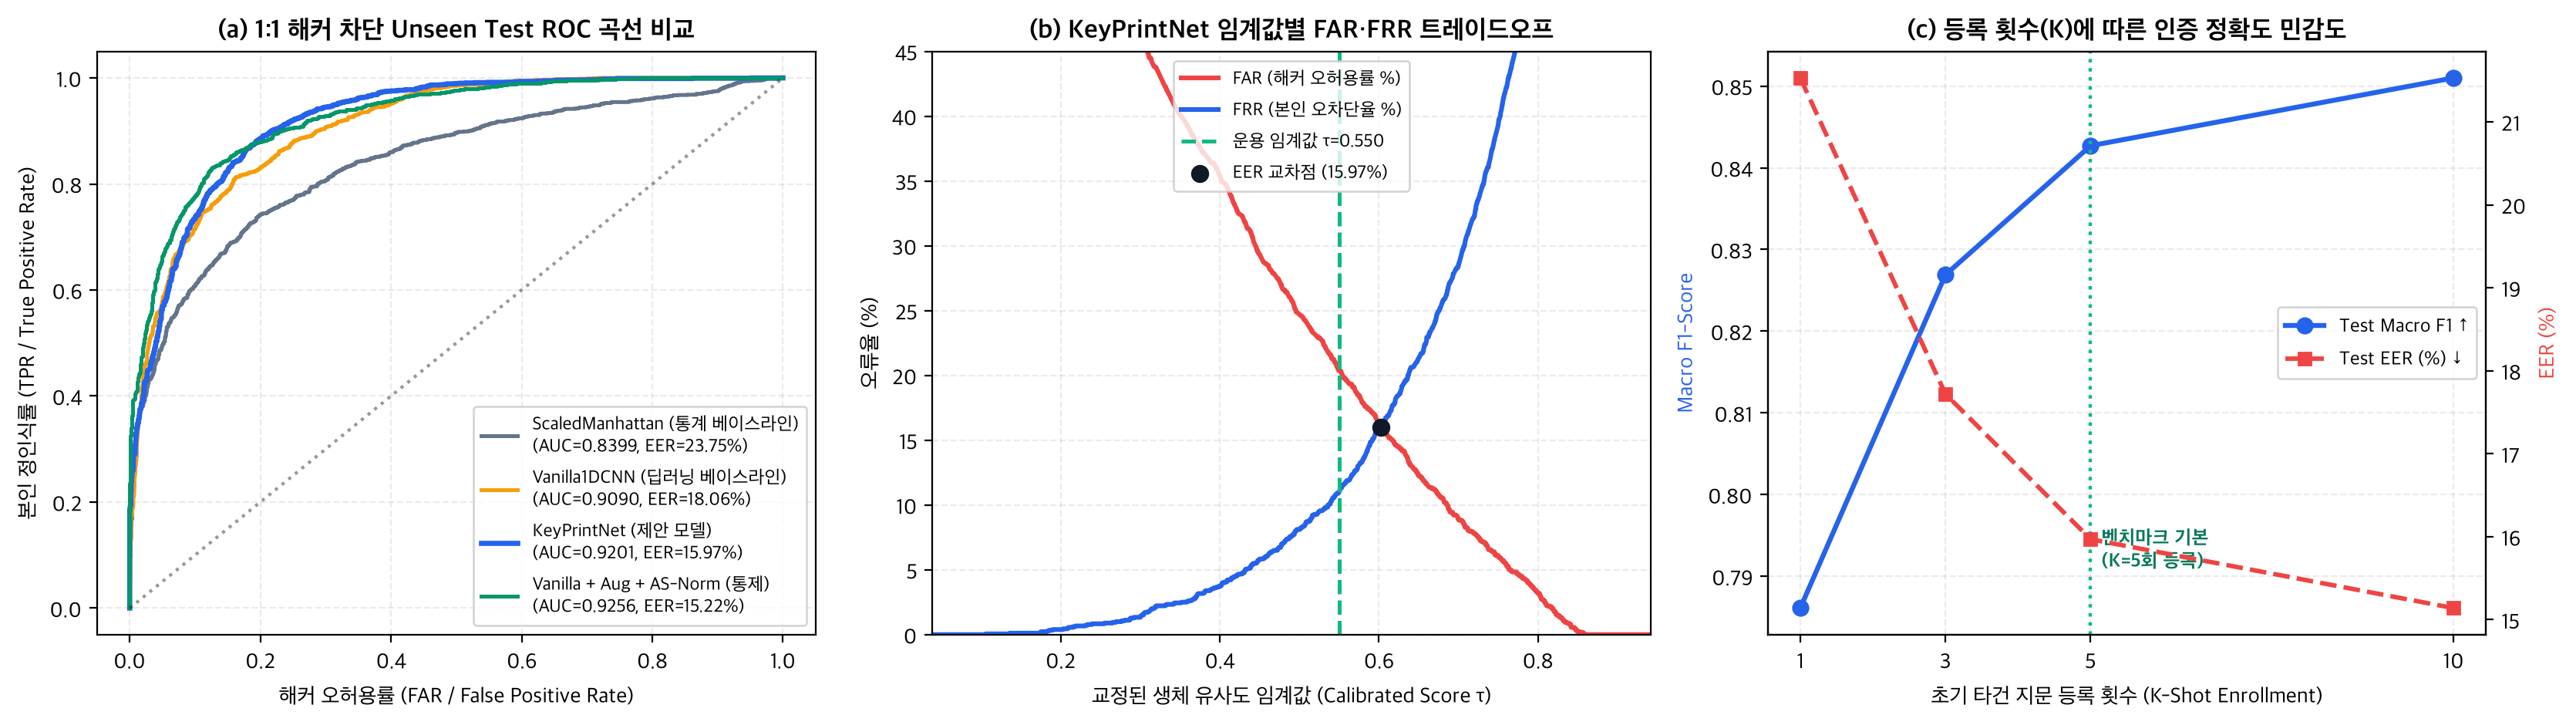 (a) 1:1 해커 차단 Unseen Test ROC 곡선 비교
본인 정인식률 (TPR / True Positive Rate)
1.0
0.8
0.6
0.4
0.2
0.0
ScaledManhattan (통계 베이스라인)
(AUC=0.8399, EER=23.75%)
Vanilla1DCNN (딥러닝 베이스라인)
(AUC=0.9090, EER=18.06%)
KeyPrintNet (제안 모델)
(AUC=0.9201, EER=15.97%)
Vanilla + Aug + AS-Norm (통제)
(AUC=0.9256, EER=15.22%)
0.0 0.2 0.4 0.6 0.8 1.0
해커 오허용률 (FAR / False Positive Rate)
(b) KeyPrintNet 임계값별 FAR·FRR 트레이드오프
오류율 (%)
45
40
35
30
25
20
15
10
5
0
FAR (해커 오허용률 %)
FRR (본인 오차단율 %)
운용 임계값 τ=0.550
EER 교차점 (15.97%)
0.2 0.4 0.6 0.8
교정된 생체 유사도 임계값 (Calibrated Score τ)
(c) 등록 횟수(K)에 따른 인증 정확도 민감도
Macro F1-Score
0.85
0.84
0.83
0.82
0.81
0.80
0.79
Test Macro F1 ↑
Test EER (%) ↓
벤치마크 기본
(K=5회 등록)
21
20
19
18
17
16
15
EER (%)
1 3 5 10
초기 타건 지문 등록 횟수 (K-Shot Enrollment)